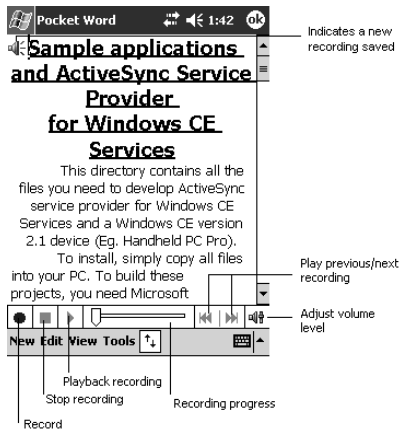 Pocket Word 1:42 ok
Indicates a new
recording saved
Sample applications
and ActiveSync Service
Provider
for Windows CE
Services
This directory contains all the
files you need to develop ActiveSync
service provider for Windows CE
Services and a Windows CE version
2.1 device (Eg. Handheld PC Pro).
To install, simply copy all files
into your PC. To build these
projects, you need Microsoft
Play previous/next
recording
Adjust volume
level
New Edit View Tools
Playback recording
Stop recording
Recording progress
Record